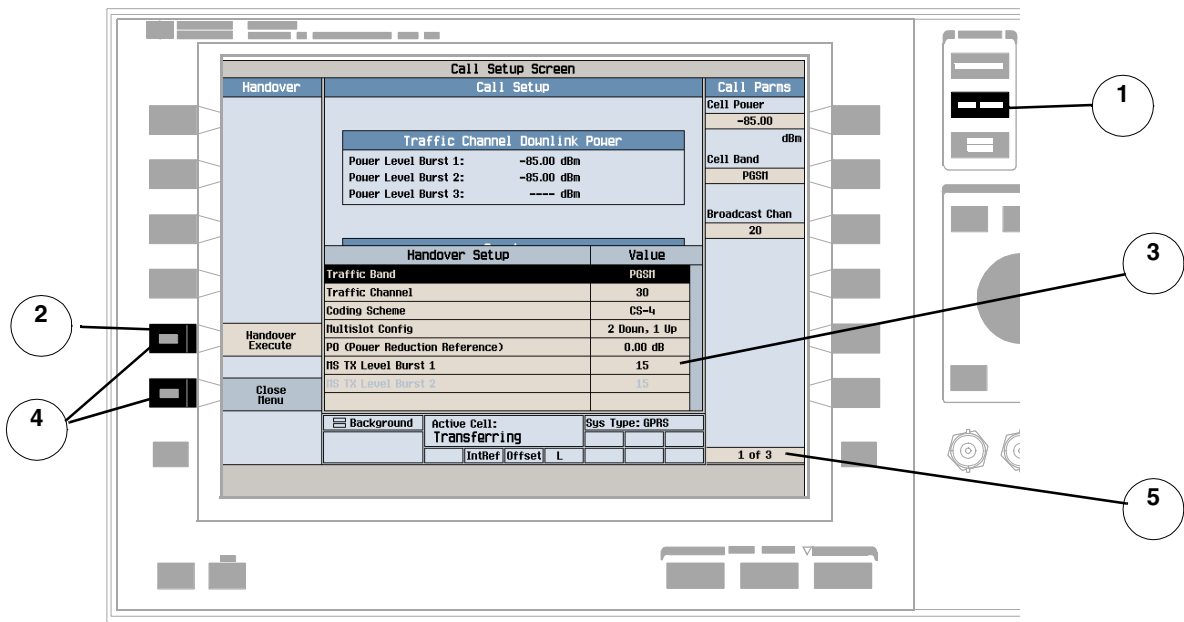 Call Setup Screen
Handover
Call Setup
Call Parms
Cell Power
-85.00
dBm
Cell Band
PGSM
Broadcast Chan
20
Traffic Channel Downlink Power
Power Level Burst 1: -85.00 dBm
Power Level Burst 2: -85.00 dBm
Power Level Burst 3: ---- dBm
Handover Setup Value
Traffic Band PGSM
Traffic Channel 30
Coding Scheme CS-4
Multislot Config 2 Down, 1 Up
P0 (Power Reduction Reference) 0.00 dB
MS TX Level Burst 1 15
MS TX Level Burst 2 15
Handover
Execute
Close
Menu
Background
Active Cell:
Transferring
Sys Type: GPRS
IntRef Offset L
1 of 3
1
2
3
4
5